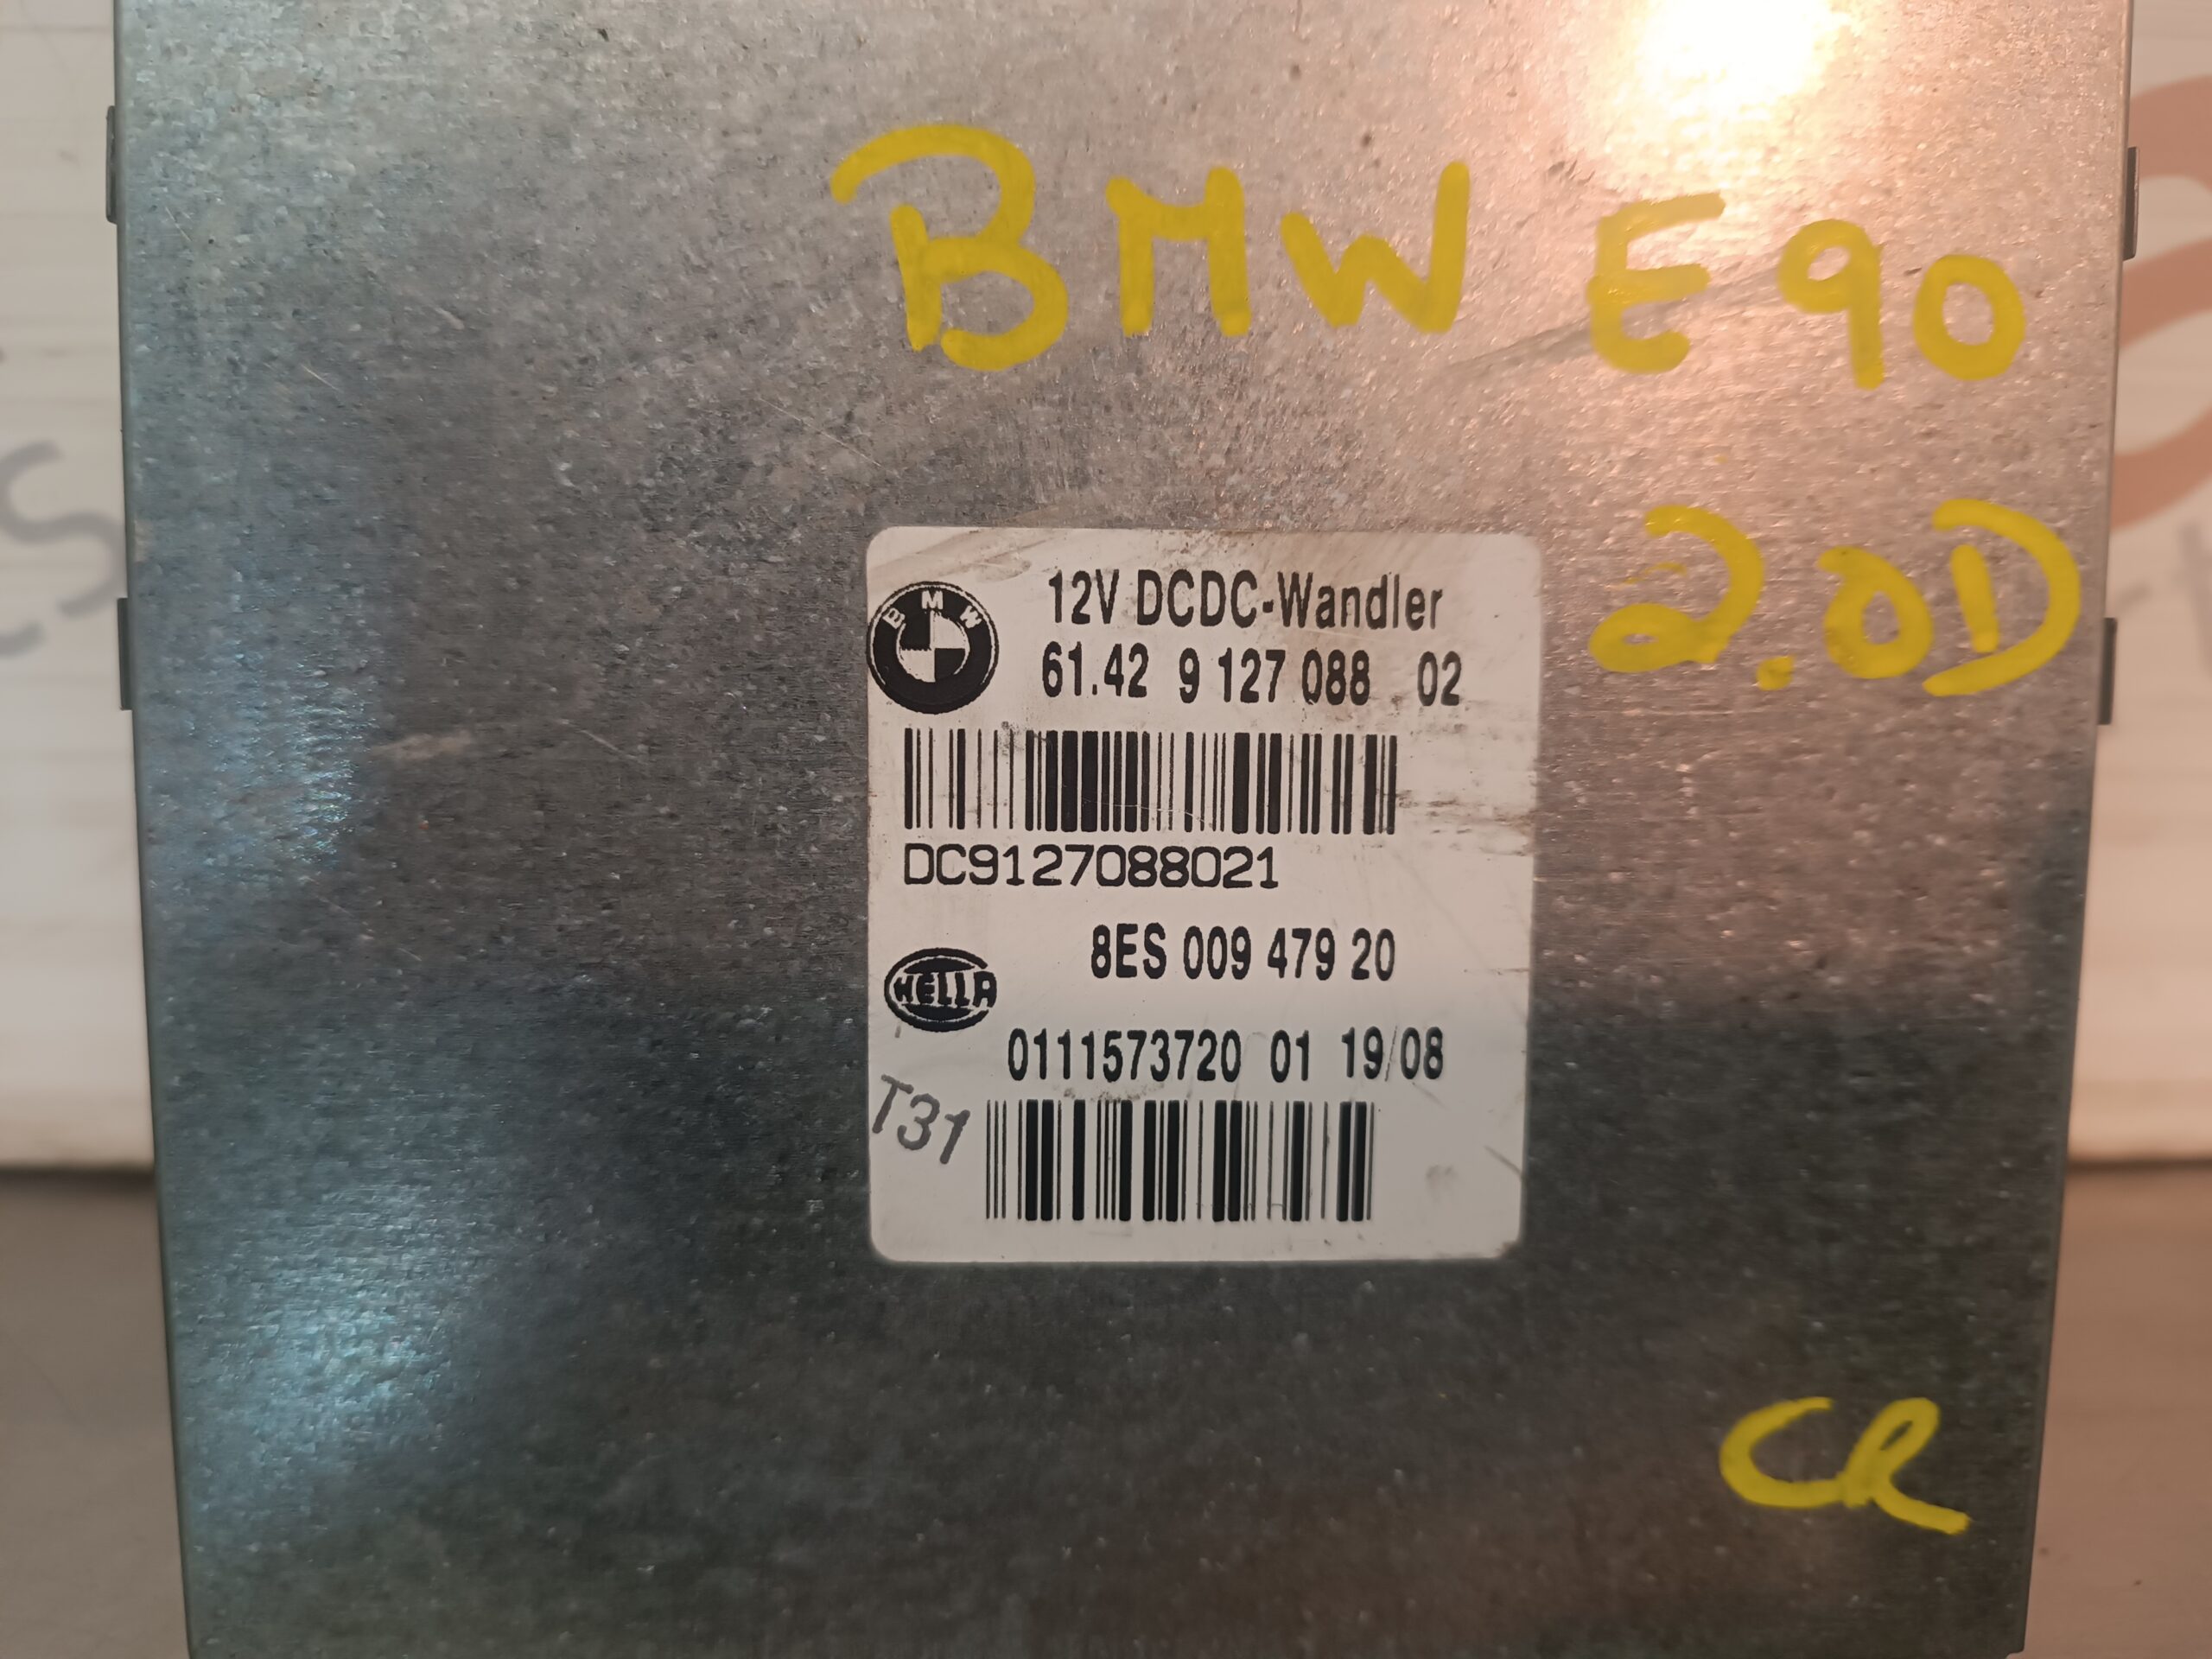 BMW E90
2.0D
BMW
12V DCDC-Wandler
61.42 9 127 088 02
DC9127088021
8ES 009 479 20
HELLA
0111573720 01 19/08
T31